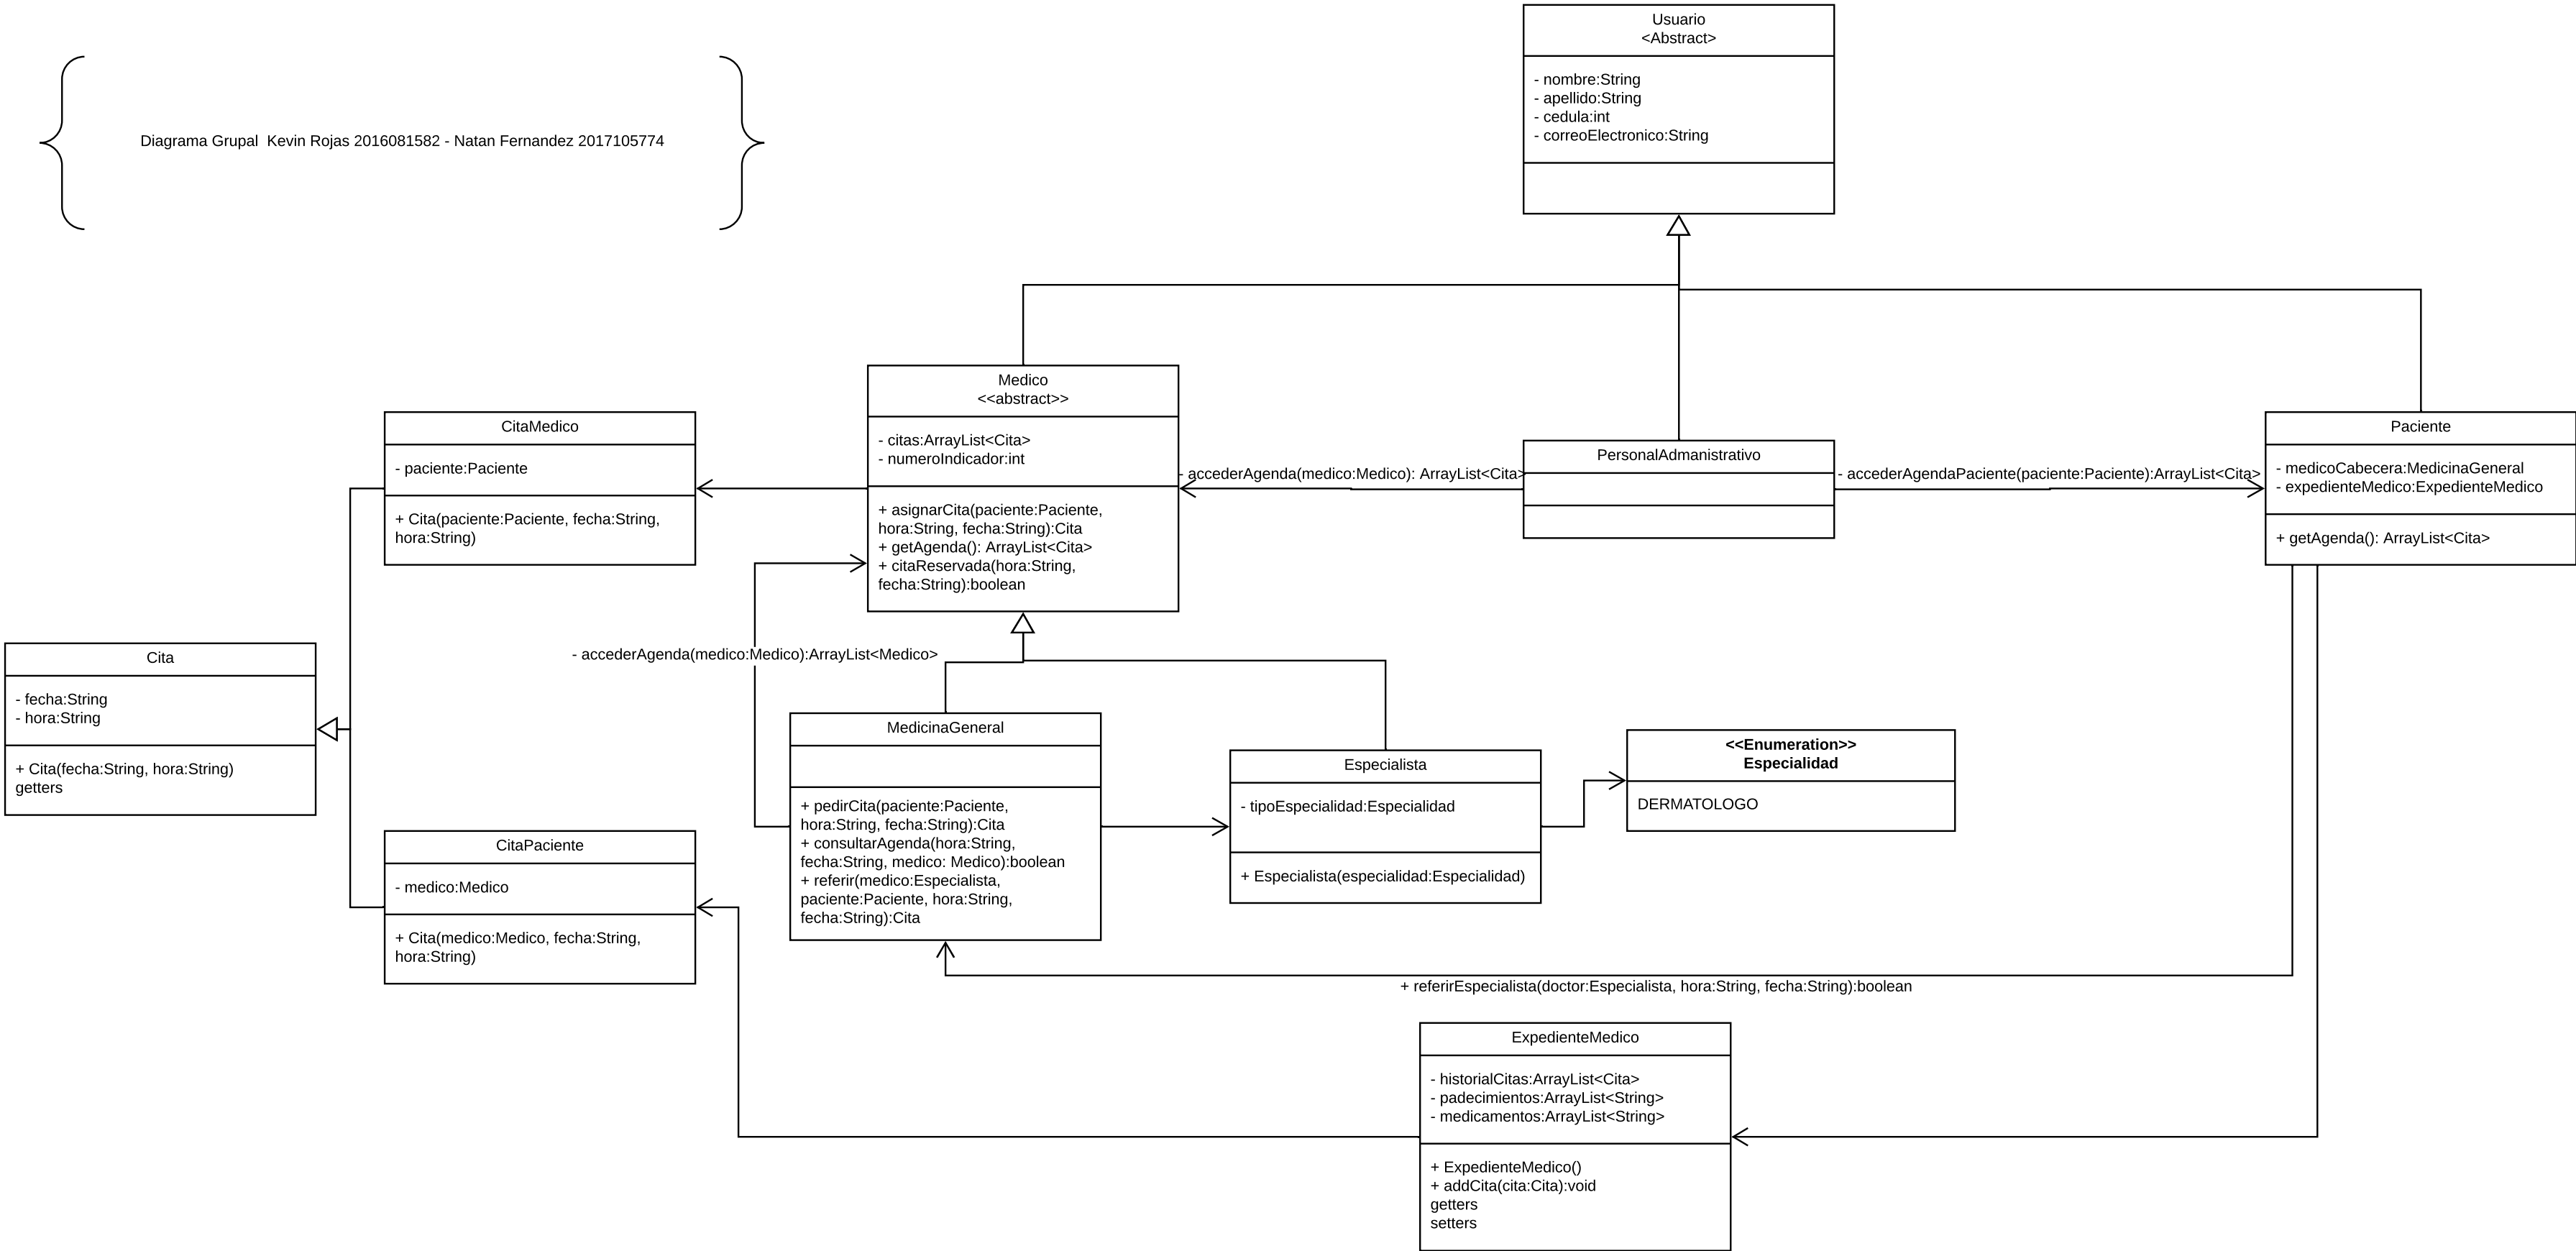 Usuario
<Abstract>
- nombre:String
- apellido:String
- cedula:int
- correoElectronico:String
Diagrama Grupal  Kevin Rojas 2016081582 - Natan Fernandez 2017105774
Medico
<<abstract>>
- citas:ArrayList<Cita>
- numeroIndicador:int
+ asignarCita(paciente:Paciente,
hora:String, fecha:String):Cita
+ getAgenda(): ArrayList<Cita>
+ citaReservada(hora:String,
fecha:String):boolean
CitaMedico
- paciente:Paciente
+ Cita(paciente:Paciente, fecha:String,
hora:String)
- accederAgenda(medico:Medico): ArrayList<Cita>
PersonalAdmanistrativo
- accederAgendaPaciente(paciente:Paciente):ArrayList<Cita>
Paciente
- medicoCabecera:MedicinaGeneral
- expedienteMedico:ExpedienteMedico
+ getAgenda(): ArrayList<Cita>
Cita
- fecha:String
- hora:String
+ Cita(fecha:String, hora:String)
getters
- accederAgenda(medico:Medico):ArrayList<Medico>
MedicinaGeneral
+ pedirCita(paciente:Paciente,
hora:String, fecha:String):Cita
+ consultarAgenda(hora:String,
fecha:String, medico: Medico):boolean
+ referir(medico:Especialista,
paciente:Paciente, hora:String,
fecha:String):Cita
Especialista
- tipoEspecialidad:Especialidad
+ Especialista(especialidad:Especialidad)
<<Enumeration>>
Especialidad
DERMATOLOGO
CitaPaciente
- medico:Medico
+ Cita(medico:Medico, fecha:String,
hora:String)
+ referirEspecialista(doctor:Especialista, hora:String, fecha:String):boolean
ExpedienteMedico
- historialCitas:ArrayList<Cita>
- padecimientos:ArrayList<String>
- medicamentos:ArrayList<String>
+ ExpedienteMedico()
+ addCita(cita:Cita):void
getters
setters